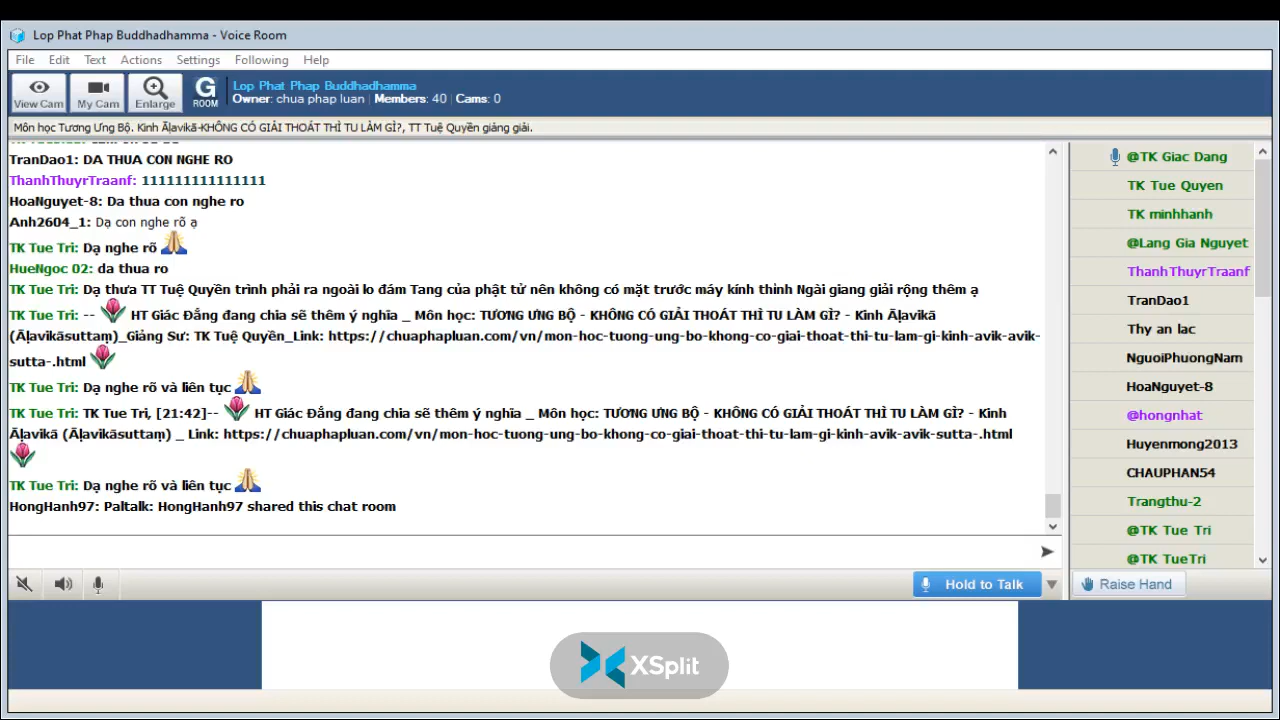 Lop Phat Phap Buddhadhamma - Voice Room
File Edit Text Actions Settings Following Help
View Cam My Cam Enlarge G ROOM
Lop Phat Phap Buddhadhamma
Owner: chua phap luan | Members: 40 | Cams: 0
Môn học Tương Ưng Bộ. Kinh Āḷavikā-KHÔNG CÓ GIẢI THOÁT THÌ TU LÀM GÌ?, TT Tuệ Quyền giảng giải.
TranDao1: DA THUA CON NGHE RO
ThanhThuyrTraanf: 111111111111111
HoaNguyet-8: Da thua con nghe ro
Anh2604_1: Dạ con nghe rõ ạ
TK Tue Tri: Dạ nghe rõ
HueNgoc 02: da thua ro
TK Tue Tri: Dạ thưa TT Tuệ Quyền trình phải ra ngoài lo đám Tang của phật tử nên không có mặt trước máy kính thinh Ngài giang giải rộng thêm ạ
TK Tue Tri: -- HT Giác Đẳng đang chia sẽ thêm ý nghia _ Môn học: TƯƠNG ƯNG BỘ - KHÔNG CÓ GIẢI THOÁT THÌ TU LÀM GÌ? - Kinh Āḷavikā
(Āḷavikāsuttaṃ)_Giảng Sư: TK Tuệ Quyền_Link: https://chuaphapluan.com/vn/mon-hoc-tuong-ung-bo-khong-co-giai-thoat-thi-tu-lam-gi-kinh-avik-avik-
sutta-.html
TK Tue Tri: Dạ nghe rõ và liên tục
TK Tue Tri: TK Tue Tri, [21:42]-- HT Giác Đẳng đang chia sẽ thêm ý nghia _ Môn học: TƯƠNG ƯNG BỘ - KHÔNG CÓ GIẢI THOÁT THÌ TU LÀM GÌ? - Kinh
Āḷavikā (Āḷavikāsuttaṃ) _ Link: https://chuaphapluan.com/vn/mon-hoc-tuong-ung-bo-khong-co-giai-thoat-thi-tu-lam-gi-kinh-avik-avik-sutta-.html
TK Tue Tri: Dạ nghe rõ và liên tục
HongHanh97: Paltalk: HongHanh97 shared this chat room
@TK Giac Dang
TK Tue Quyen
TK minhhanh
@Lang Gia Nguyet
ThanhThuyrTraanf
TranDao1
Thy an lac
NguoiPhuongNam
HoaNguyet-8
@hongnhat
Huyenmong2013
CHAUPHAN54
Trangthu-2
@TK Tue Tri
@TK TueTri
Hold to Talk
Raise Hand
XSplit